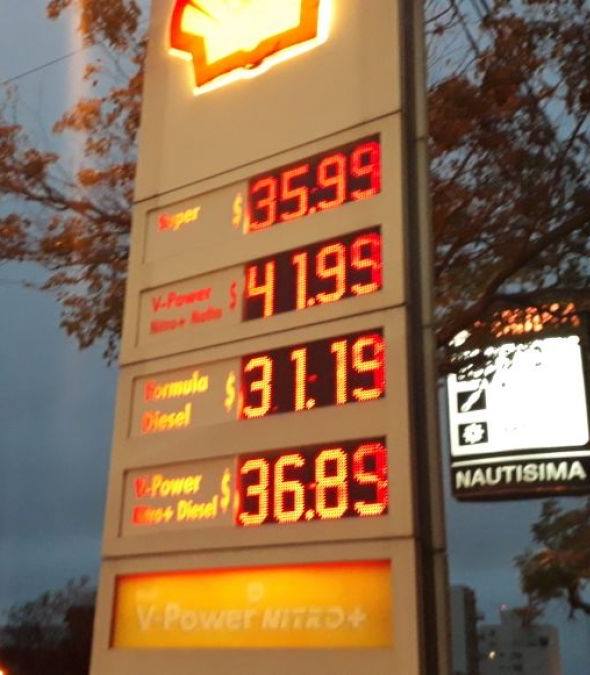 Super $ 35.99
V-Power
Nitro+ Nafta $ 41.99
Formula
Diesel $ 31.19
V-Power
Nitro+ Diesel $ 36.89
V-Power NITRO+
NAUTISIMA